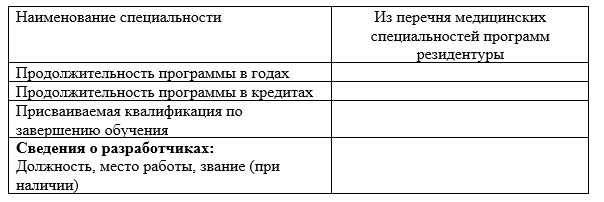 Наименование специальности
Из перечня медицинских
специальностей программ
резидентуры
Продолжительность программы в годах
Продолжительность программы в кредитах
Присваиваемая квалификация по
завершению обучения
Сведения о разработчиках:
Должность, место работы, звание (при
наличии)